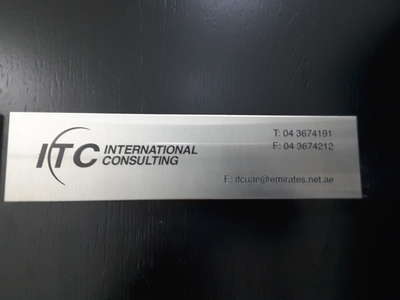 ITC INTERNATIONAL
CONSULTING
T: 04 3674191
F: 04 3674212
E: itcuae@emirates.net.ae